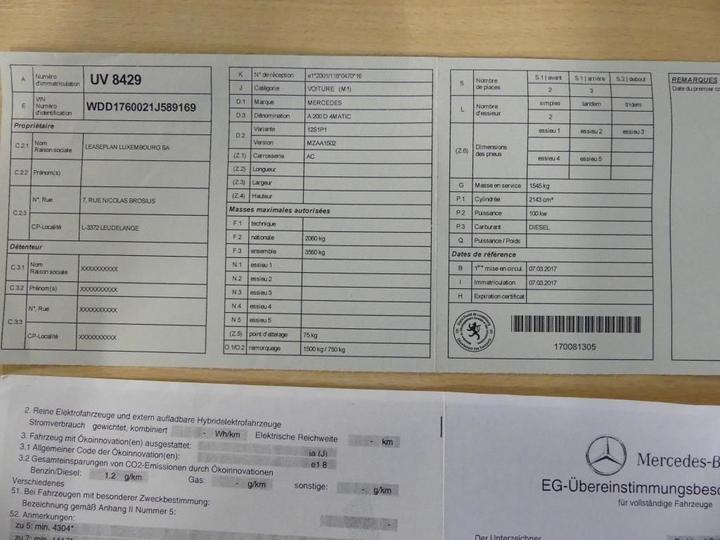 A Numéro d'immatriculation UV 8429
E VIN Numéro d'identification WDD1760021J589169
Propriétaire
C.2.1 Nom Raison sociale LEASEPLAN LUXEMBOURG SA
C.2.2 Prénom(s)
C.2.3 N°, Rue 7, RUE NICOLAS BROSIUS
CP-Localité L-3372 LEUDELANGE
Détenteur
C.3.1 Nom Raison sociale XXXXXXXXXX
C.3.2 Prénom(s) XXXXXXXXXX
C.3.3 N°, Rue XXXXXXXXXX
CP-Localité XXXXXXXXXX
K N° de réception e1*2001/116*0470*16
J Catégorie VOITURE (M1)
D.1 Marque MERCEDES
D.3 Dénomination A 200 D 4MATIC
D.2 Variante 12S1P1
Version MZAA1502
(Z.1) Carrosserie AC
(Z.2) Longueur
(Z.3) Largeur
(Z.4) Hauteur
Masses maximales autorisées
F.1 technique
F.2 nationale 2060 kg
F.3 ensemble 3560 kg
N.1 essieu 1
N.2 essieu 2
N.3 essieu 3
N.4 essieu 4
N.5 essieu 5
(Z.5) point d'attelage 75 kg
O.1/O.2 remorquage 1500 kg / 750 kg
S Nombre de places S.1 | avant S.1 | arrière S.2 | debout
2 3
L Nombre d'essieux simples tandem tridem
2
(Z.6) Dimensions des pneus essieu 1 essieu 2 essieu 3
essieu 4 essieu 5
G Masse en service 1545 kg
P.1 Cylindrée 2143 cm³
P.2 Puissance 100 kw
P.3 Carburant DIESEL
Q Puissance / Poids
Dates de référence
B 1ère mise en circul 07.03.2017
I Immatriculation 07.03.2017
H Expiration certificat
170081305
REMARQUES
Date du premier
2. Reine Elektrofahrzeuge und extern aufladbare Hybridelektrofahrzeuge
Stromverbrauch gewichtet, kombiniert - Wh/km Elektrische Reichweite - km
3. Fahrzeug mit Ökoinnovation(en) ausgestattet: ja (J)
3.1 Allgemeiner Code der Ökoinnovation(en): e1 8
3.2 Gesamteinsparungen von CO2-Emissionen durch Ökoinnovationen
Benzin/Diesel: 1.2 g/km Gas: - g/km sonstige: - g/km
Verschiedenes
51. Bei Fahrzeugen mit besonderer Zweckbestimmung:
Bezeichnung gemäß Anhang II Nummer 5:
52. Anmerkungen:
zu 5: min. 4304*
Mercedes-B
EG-Übereinstimmungsbesc
für vollständige Fahrzeuge
Der Unterzeichner